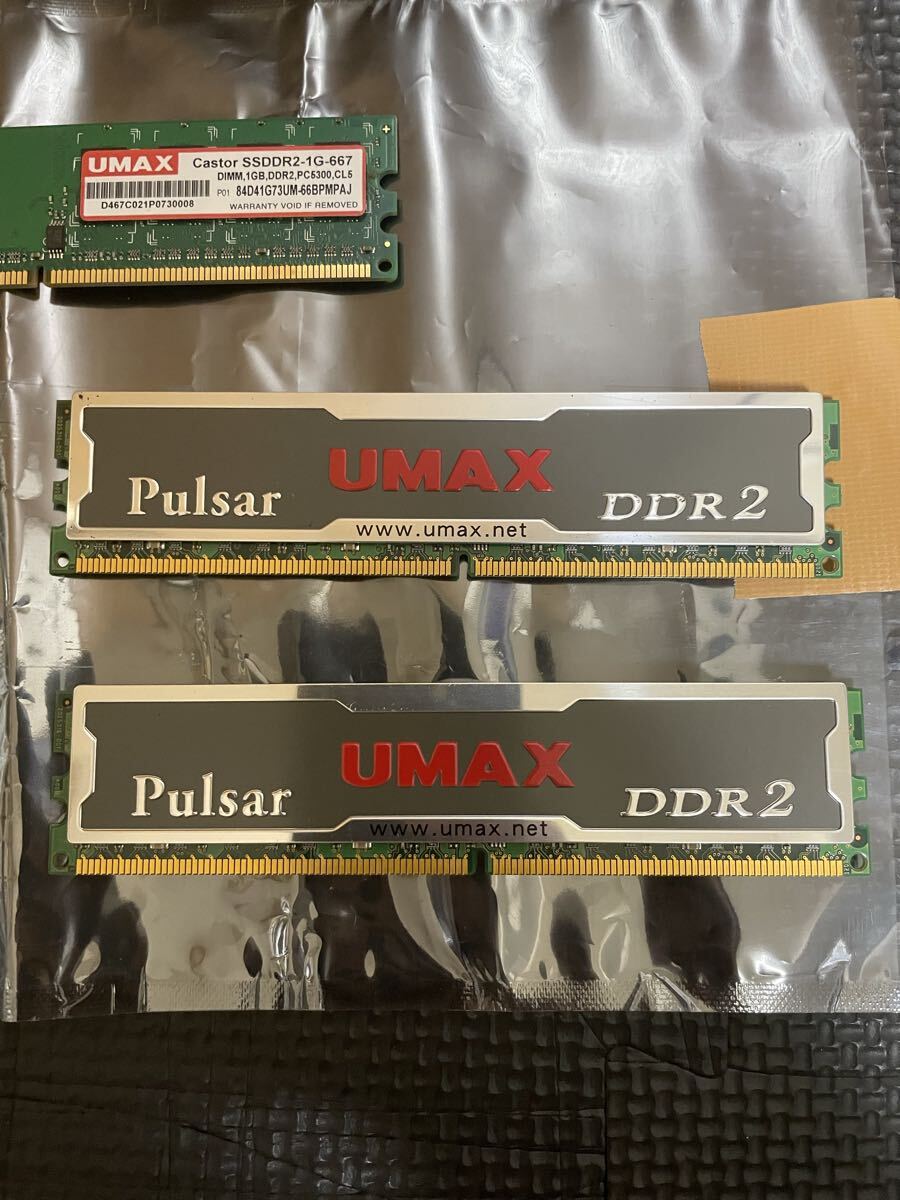 UMAX
Castor SSDDR2-1G-667
DIMM,1GB,DDR2,PC5300,CL5
P01 84D41G73UM-66BPMPAJ
D467C021P0730008
WARRANTY VOID IF REMOVED
UMAX
Pulsar
DDR2
www.umax.net
UMAX
Pulsar
DDR2
www.umax.net